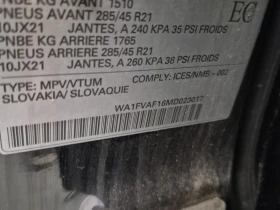 PNBE KG AVANT 1510
PNEUS AVANT 285/45 R21
10JX21 JANTES, A 240 KPA 35 PSI FROIDS
PNBE KG ARRIERE 1765
PNEUS ARRIERE 285/45 R21
10JX21 JANTES, A 260 KPA 38 PSI FROIDS
EC
TYPE: MPV/VTUM COMPLY: ICES/NMB-002
SLOVAKIA/SLOVAQUIE